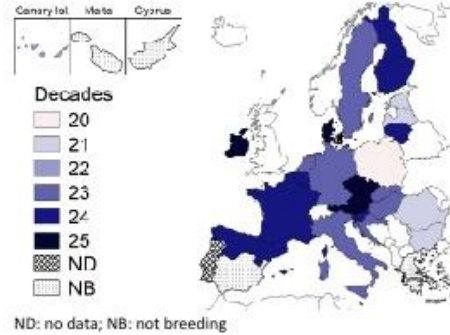 Canary Isl. Malta Cyprus
Decades
20
21
22
23
24
25
ND
NB
ND: no data; NB: not breeding